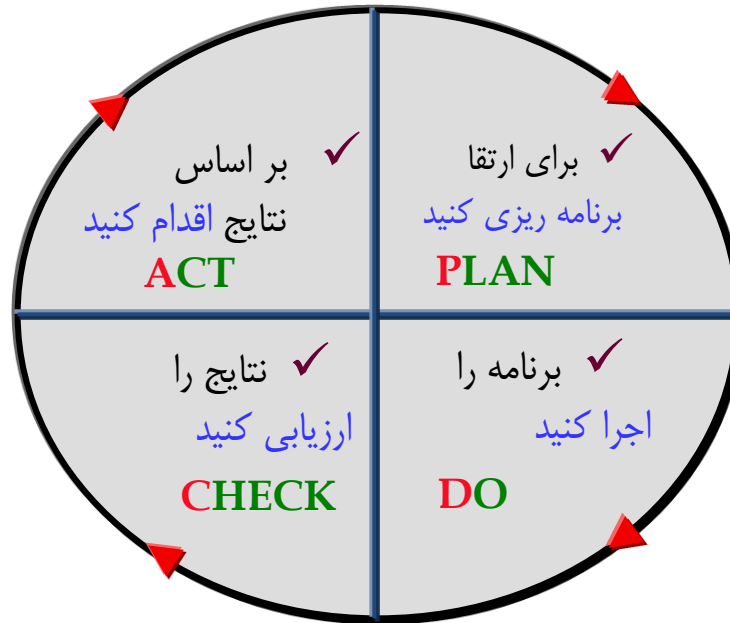 ✓ برای ارتقا
برنامه ریزی کنید
PLAN
✓ برنامه را
اجرا کنید
DO
✓ نتایج را
ارزیابی کنید
CHECK
✓ بر اساس
نتایج اقدام کنید
ACT